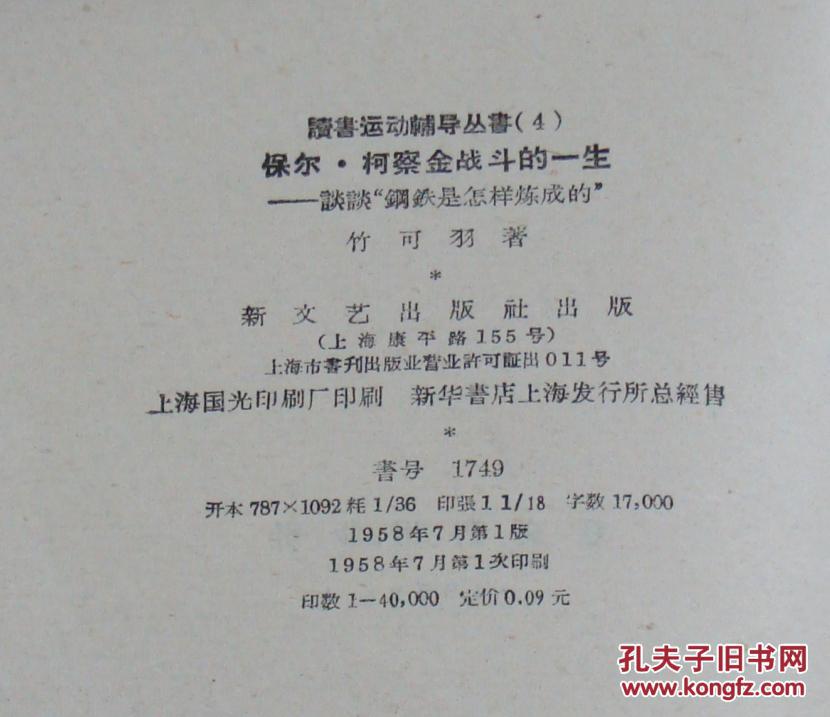 讀書运动輔导丛書(4)
保尔·柯察金战斗的一生
——談談“鋼鉄是怎样炼成的”
竹可羽著
*
新文艺出版社出版
(上海康平路155号)
上海市書刊出版业营业許可証出011号
上海国光印刷厂印刷 新华書店上海发行所总經售
*
書号 1749
开本787×1092耗1/36 印張1 1/18 字数17,000
1958年7月第1版
1958年7月第1次印刷
印数1—40,000 定价0.09元
孔夫子旧书网
www.kongfz.com